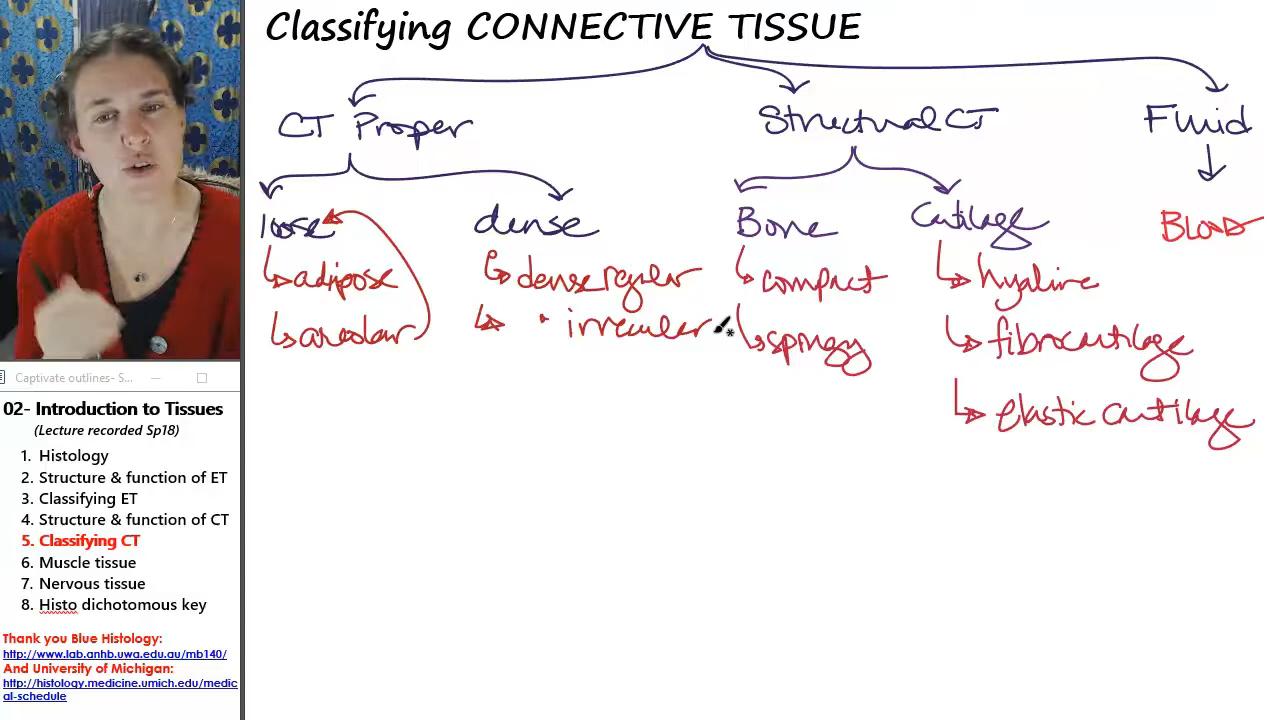 Classifying CONNECTIVE TISSUE
CT Proper
Structural CT
Fluid
loose
dense
Bone
Cartilage
BLOOD
adipose
dense regular
compact
hyaline
areolar
" irregular
spongy
fibrocartilage
elastic cartilage
Captivate outlines- S...
02- Introduction to Tissues
(Lecture recorded Sp18)
1. Histology
2. Structure & function of ET
3. Classifying ET
4. Structure & function of CT
5. Classifying CT
6. Muscle tissue
7. Nervous tissue
8. Histo dichotomous key
Thank you Blue Histology:
http://www.lab.anhb.uwa.edu.au/mb140/
And University of Michigan:
http://histology.medicine.umich.edu/medic
al-schedule